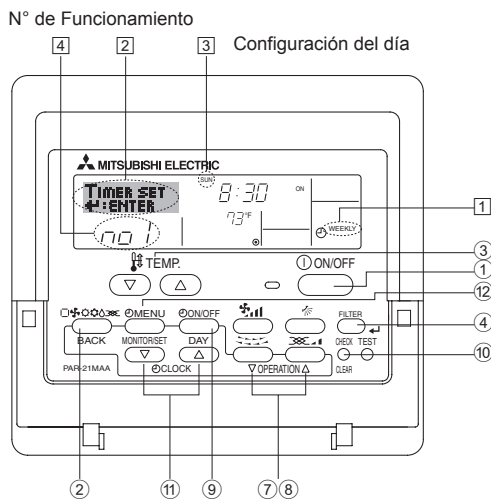 N° de Funcionamiento
4 2 3 Configuración del día
MITSUBISHI ELECTRIC
SUN
TIMER SET
↵:ENTER
8:30 ON
73°F
no 1
WEEKLY
1
TEMP.
ON/OFF
③
①
⑫
MENU ON/OFF FILTER
④
BACK MONITOR/SET DAY CHECK TEST
⑩
PAR-21MAA CLOCK OPERATION CLEAR
② ⑪ ⑨ ⑦ ⑧